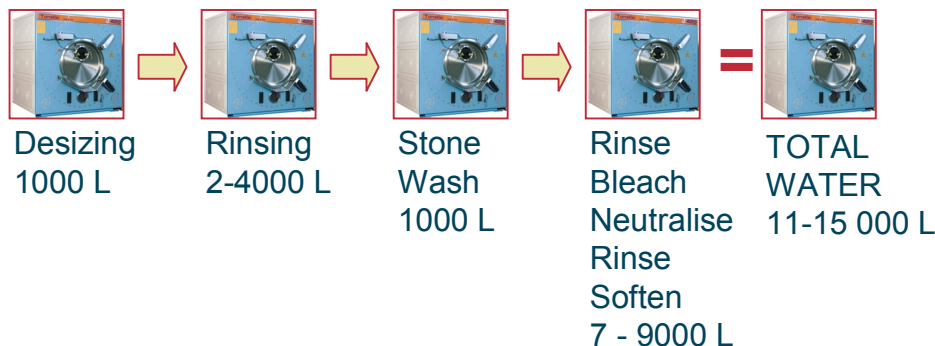 Desizing
1000 L
Rinsing
2-4000 L
Stone
Wash
1000 L
Rinse
Bleach
Neutralise
Rinse
Soften
7 - 9000 L
=
TOTAL
WATER
11-15 000 L